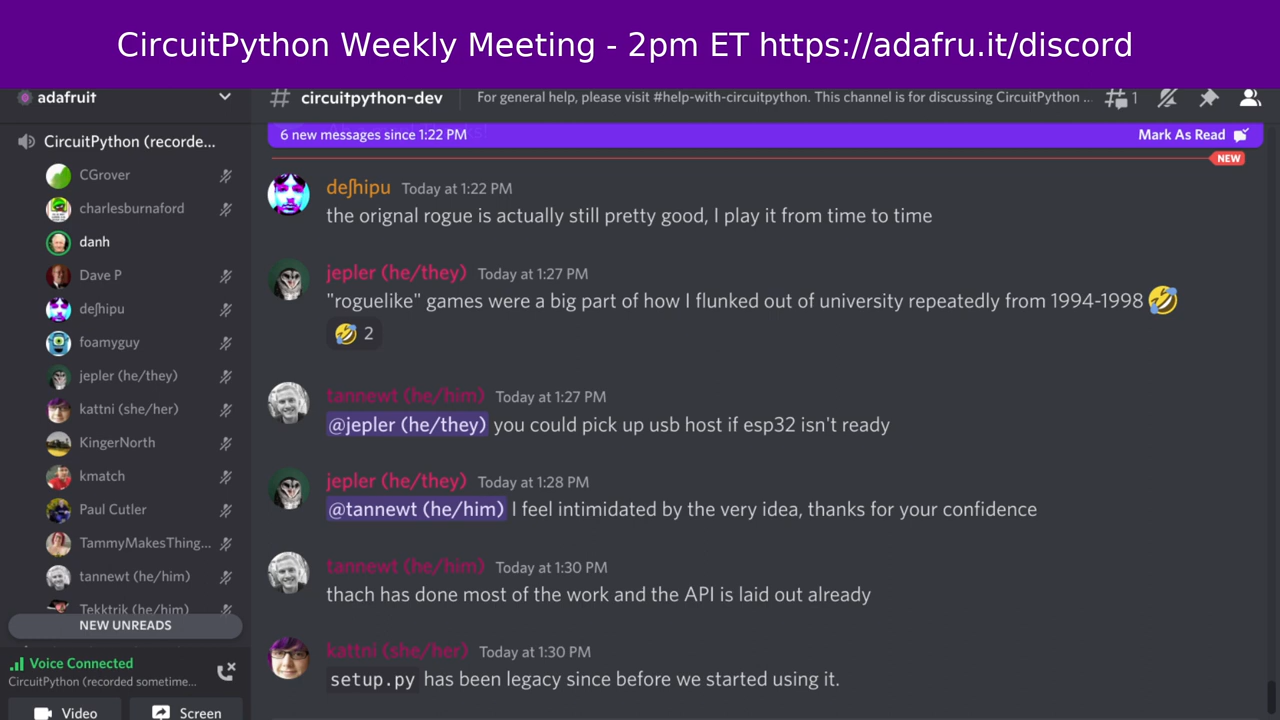 CircuitPython Weekly Meeting - 2pm ET https://adafru.it/discord
adafruit
CircuitPython (recorde...
CGrover
charlesburnaford
danh
Dave P
deʃhipu
foamyguy
jepler (he/they)
kattni (she/her)
KingerNorth
kmatch
Paul Cutler
TammyMakesThing...
tannewt (he/him)
Tekktrik (he/him)
NEW UNREADS
Voice Connected
CircuitPython (recorded sometime...
Video
Screen
# circuitpython-dev
For general help, please visit #help-with-circuitpython. This channel is for discussing CircuitPython ...
1
6 new messages since 1:22 PM
Mark As Read
NEW
deʃhipu Today at 1:22 PM
the orignal rogue is actually still pretty good, I play it from time to time
jepler (he/they) Today at 1:27 PM
"roguelike" games were a big part of how I flunked out of university repeatedly from 1994-1998 🤣
🤣 2
tannewt (he/him) Today at 1:27 PM
@jepler (he/they) you could pick up usb host if esp32 isn't ready
jepler (he/they) Today at 1:28 PM
@tannewt (he/him) I feel intimidated by the very idea, thanks for your confidence
tannewt (he/him) Today at 1:30 PM
thach has done most of the work and the API is laid out already
kattni (she/her) Today at 1:30 PM
setup.py has been legacy since before we started using it.